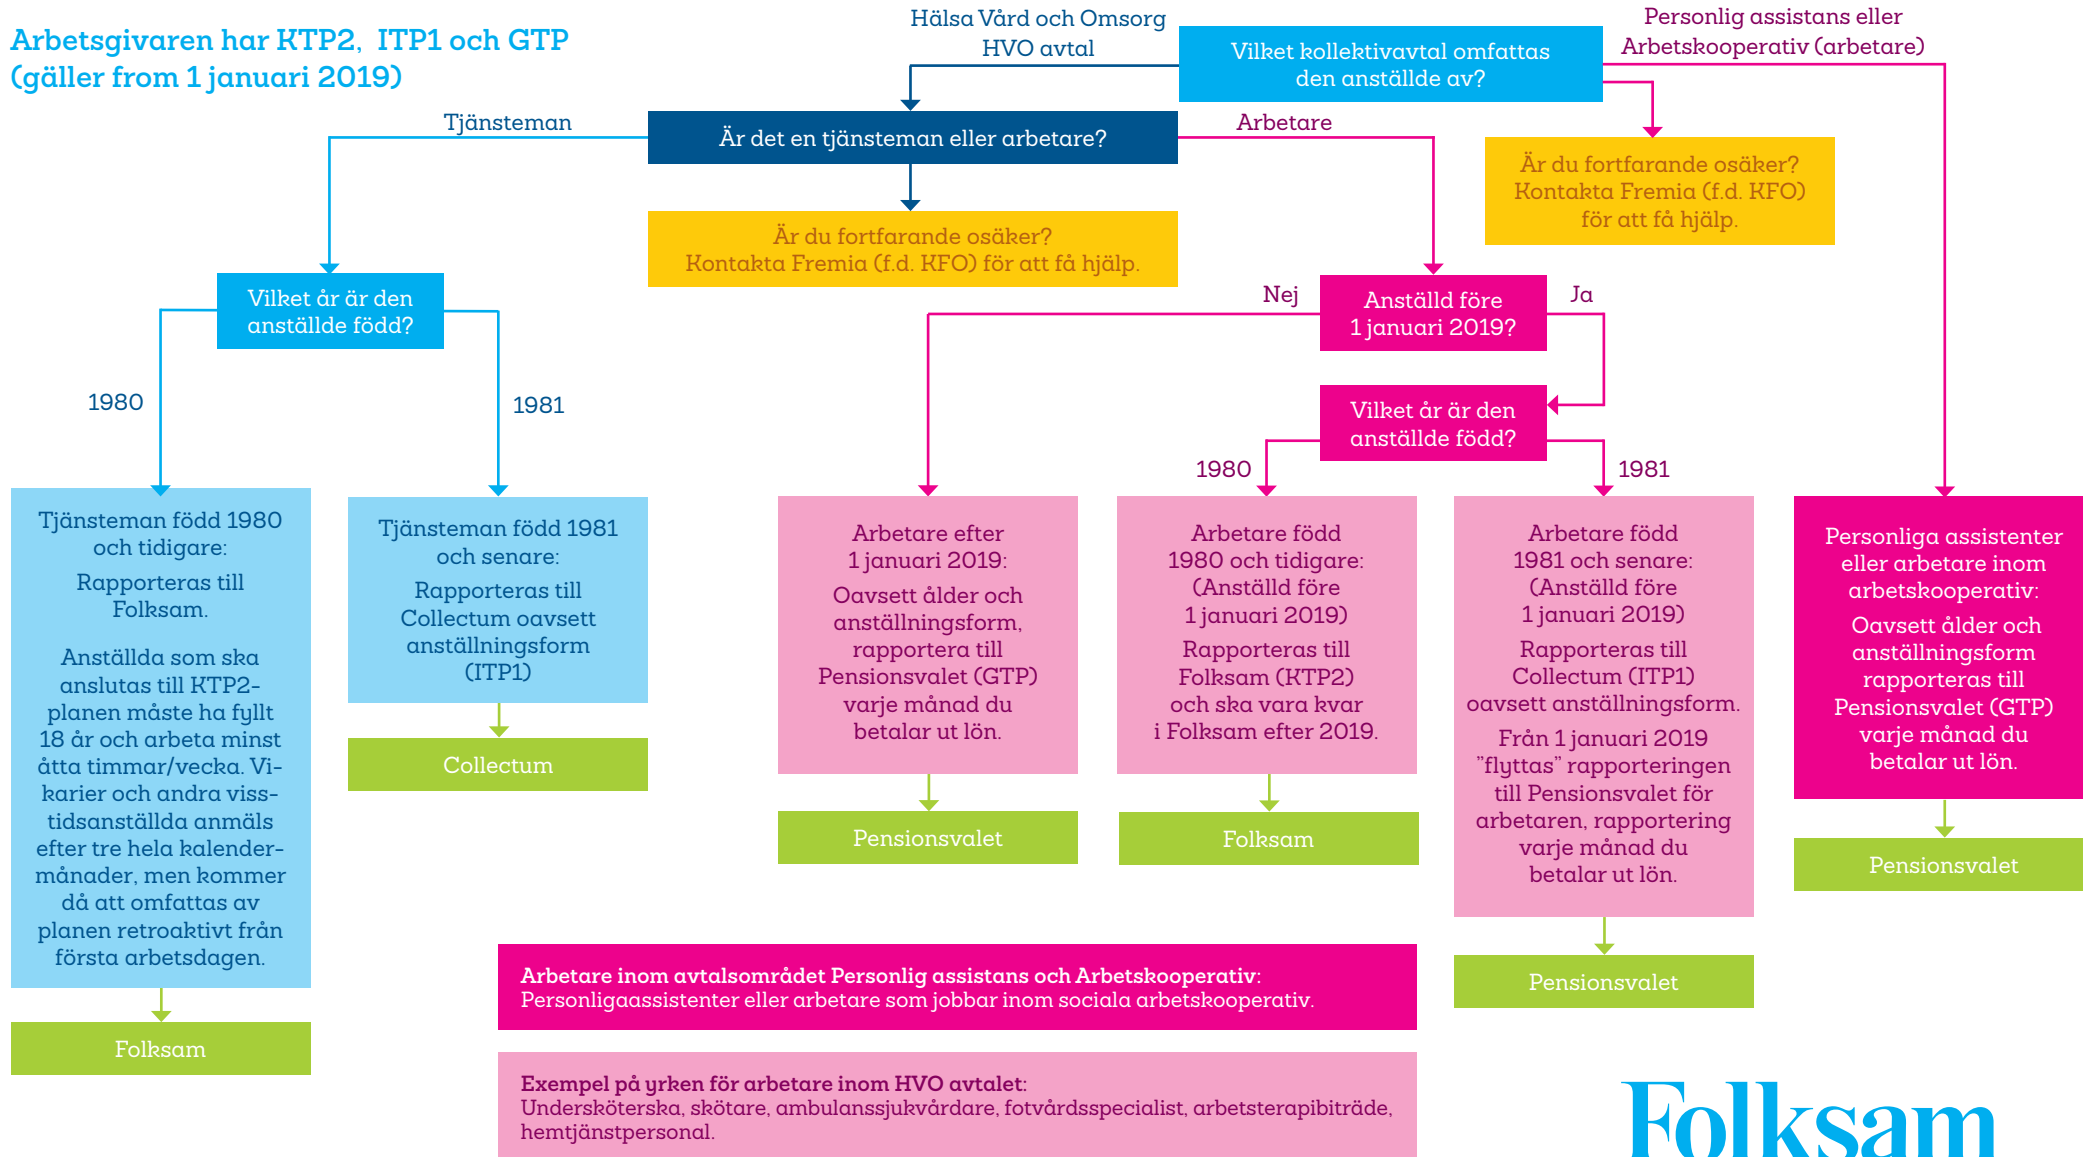 Arbetsgivaren har KTP2, ITP1 och GTP
(gäller from 1 januari 2019)
Hälsa Vård och Omsorg
HVO avtal
Vilket kollektivavtal omfattas
den anställde av?
Personlig assistans eller
Arbetskooperativ (arbetare)
Tjänsteman
Är det en tjänsteman eller arbetare?
Arbetare
Är du fortfarande osäker?
Kontakta Fremia (f.d. KFO)
för att få hjälp.
Är du fortfarande osäker?
Kontakta Fremia (f.d. KFO) för att få hjälp.
Vilket år är den
anställde född?
Nej
Anställd före
1 januari 2019?
Ja
1980
1981
Vilket år är den
anställde född?
1980
1981
Tjänsteman född 1980
och tidigare:
Rapporteras till
Folksam.
Anställda som ska
anslutas till KTP2-
planen måste ha fyllt
18 år och arbeta minst
åtta timmar/vecka. Vi-
karier och andra viss-
tidsanställda anmäls
efter tre hela kalender-
månader, men kommer
då att omfattas av
planen retroaktivt från
första arbetsdagen.
Folksam
Tjänsteman född 1981
och senare:
Rapporteras till
Collectum oavsett
anställningsform
(ITP1)
Collectum
Arbetare efter
1 januari 2019:
Oavsett ålder och
anställningsform,
rapportera till
Pensionsvalet (GTP)
varje månad du
betalar ut lön.
Pensionsvalet
Arbetare född
1980 och tidigare:
(Anställd före
1 januari 2019)
Rapporteras till
Folksam (KTP2)
och ska vara kvar
i Folksam efter 2019.
Folksam
Arbetare född
1981 och senare:
(Anställd före
1 januari 2019)
Rapporteras till
Collectum (ITP1)
oavsett anställningsform.
Från 1 januari 2019
”flyttas” rapporteringen
till Pensionsvalet för
arbetaren, rapportering
varje månad du
betalar ut lön.
Pensionsvalet
Personliga assistenter
eller arbetare inom
arbetskooperativ:
Oavsett ålder och
anställningsform
rapporteras till
Pensionsvalet (GTP)
varje månad du
betalar ut lön.
Pensionsvalet
Arbetare inom avtalsområdet Personlig assistans och Arbetskooperativ:
Personligaassistenter eller arbetare som jobbar inom sociala arbetskooperativ.
Exempel på yrken för arbetare inom HVO avtalet:
Undersköterska, skötare, ambulanssjukvårdare, fotvårdsspecialist, arbetsterapibiträde,
hemtjänstpersonal.
Folksam